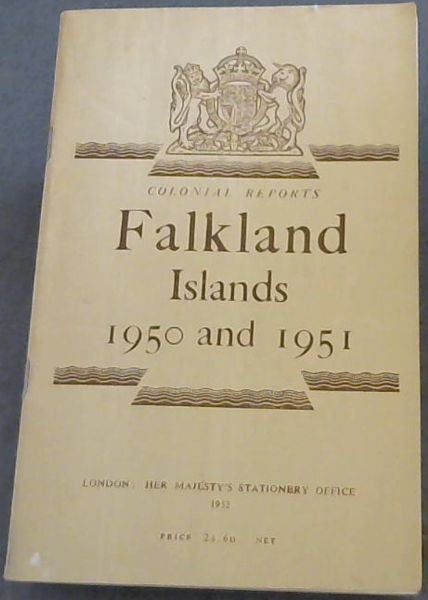 COLONIAL REPORTS
Falkland
Islands
1950 and 1951
LONDON: HER MAJESTY'S STATIONERY OFFICE
1952
PRICE 2s. 6D NET